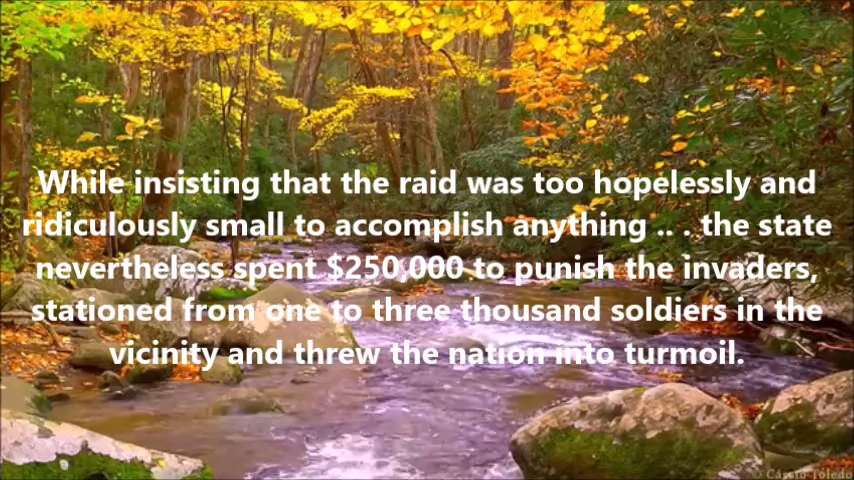 While insisting that the raid was too hopelessly and
ridiculously small to accomplish anything .. . the state
nevertheless spent $250,000 to punish the invaders,
stationed from one to three thousand soldiers in the
vicinity and threw the nation into turmoil.
© Cássio Toledo